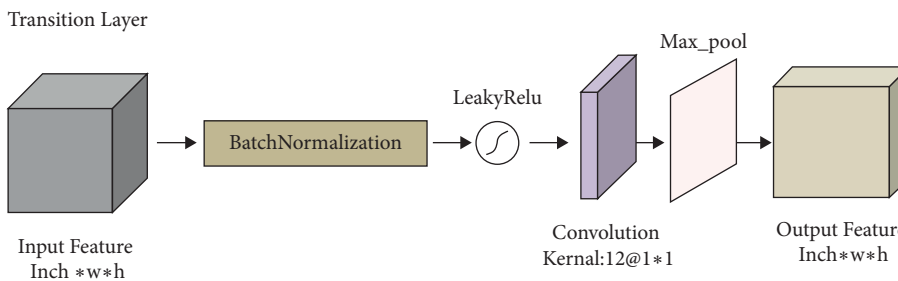 Transition Layer
Max_pool
LeakyRelu
BatchNormalization
Input Feature
Inch *w*h
Convolution
Kernal:12@1*1
Output Feature
Inch*w*h